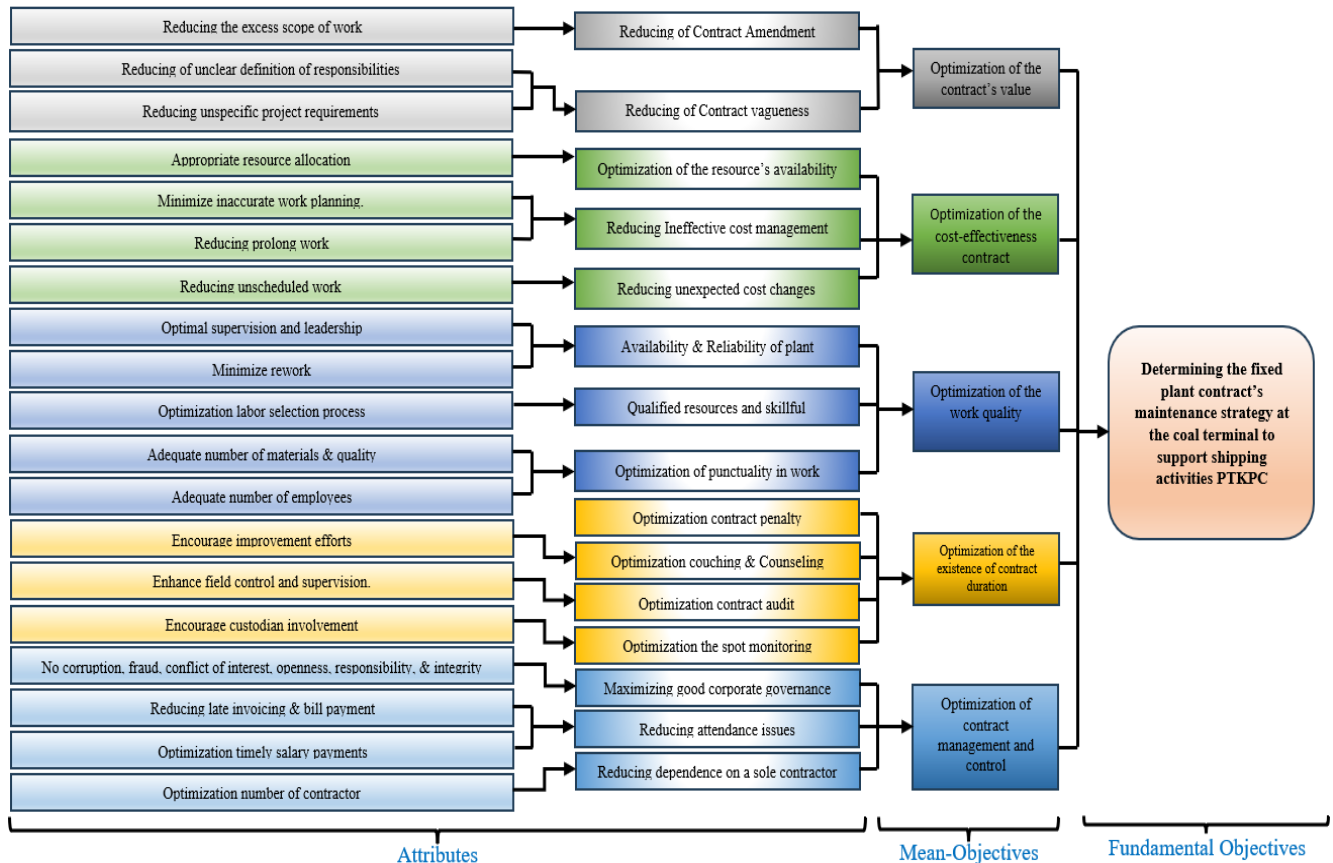 Reducing the excess scope of work
Reducing of unclear definition of responsibilities
Reducing unspecific project requirements
Appropriate resource allocation
Minimize inaccurate work planning.
Reducing prolong work
Reducing unscheduled work
Optimal supervision and leadership
Minimize rework
Optimization labor selection process
Adequate number of materials & quality
Adequate number of employees
Encourage improvement efforts
Enhance field control and supervision.
Encourage custodian involvement
No corruption, fraud, conflict of interest, openness, responsibility, & integrity
Reducing late invoicing & bill payment
Optimization timely salary payments
Optimization number of contractor
Reducing of Contract Amendment
Reducing of Contract vagueness
Optimization of the resource's availability
Reducing Ineffective cost management
Reducing unexpected cost changes
Availability & Reliability of plant
Qualified resources and skillful
Optimization of punctuality in work
Optimization contract penalty
Optimization couching & Counseling
Optimization contract audit
Optimization the spot monitoring
Maximizing good corporate governance
Reducing attendance issues
Reducing dependence on a sole contractor
Optimization of the
contract's value
Optimization of the
cost-effectiveness
contract
Optimization of the
work quality
Optimization of the
existence of contract
duration
Optimization of
contract
management and
control
Determining the fixed
plant contract's
maintenance strategy at
the coal terminal to
support shipping
activities PTKPC
Attributes
Mean-Objectives
Fundamental Objectives